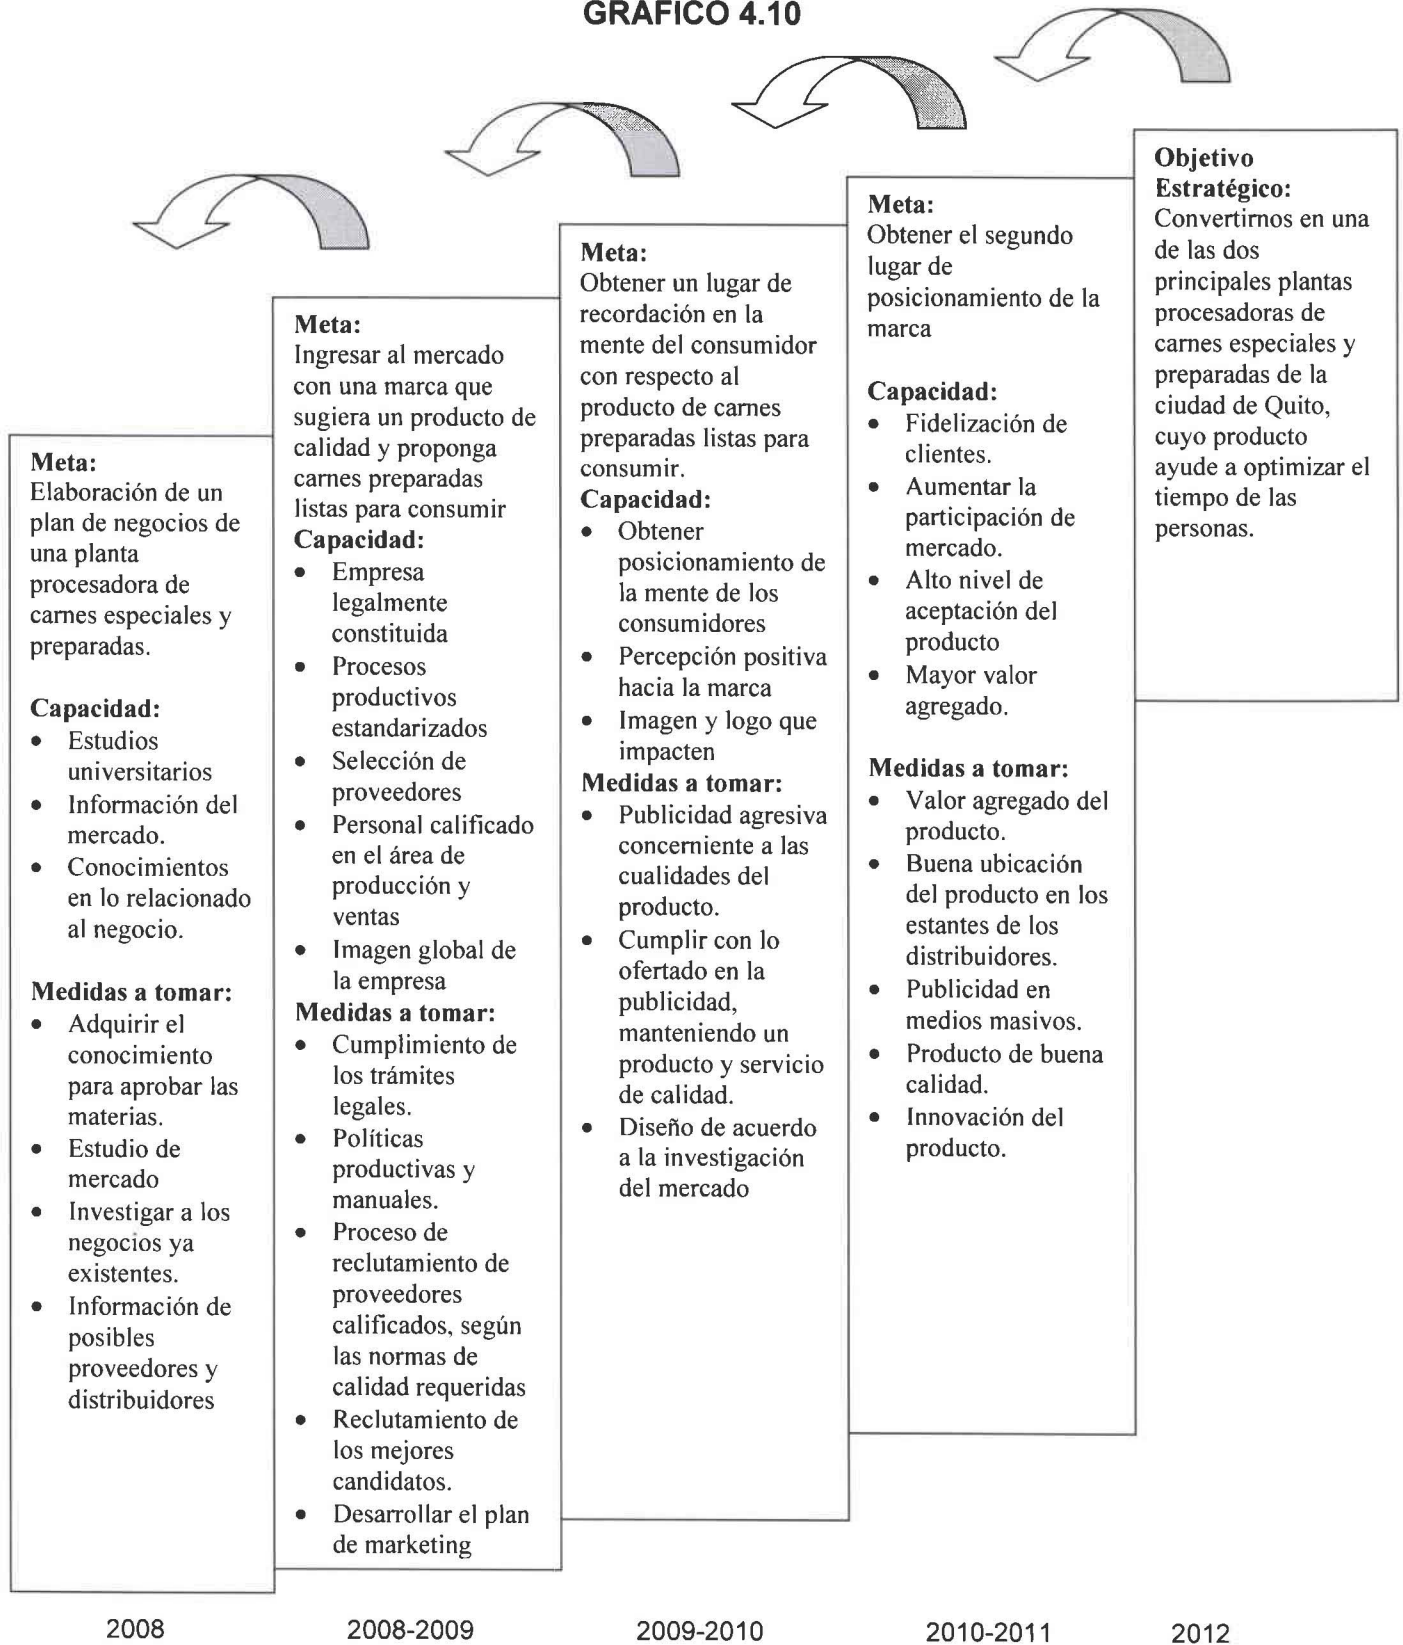 GRAFICO 4.10
Meta:
Elaboración de un
plan de negocios de
una planta
procesadora de
carnes especiales y
preparadas.
Capacidad:
• Estudios
universitarios
• Información del
mercado.
• Conocimientos
en lo relacionado
al negocio.
Medidas a tomar:
• Adquirir el
conocimiento
para aprobar las
materias.
• Estudio de
mercado
• Investigar a los
negocios ya
existentes.
• Información de
posibles
proveedores y
distribuidores
2008
Meta:
Ingresar al mercado
con una marca que
sugiera un producto de
calidad y proponga
carnes preparadas
listas para consumir
Capacidad:
• Empresa
legalmente
constituida
• Procesos
productivos
estandarizados
• Selección de
proveedores
• Personal calificado
en el área de
producción y
ventas
• Imagen global de
la empresa
Medidas a tomar:
• Cumplimiento de
los trámites
legales.
• Políticas
productivas y
manuales.
• Proceso de
reclutamiento de
proveedores
calificados, según
las normas de
calidad requeridas
• Reclutamiento de
los mejores
candidatos.
• Desarrollar el plan
de marketing
2008-2009
Meta:
Obtener un lugar de
recordación en la
mente del consumidor
con respecto al
producto de carnes
preparadas listas para
consumir.
Capacidad:
• Obtener
posicionamiento de
la mente de los
consumidores
• Percepción positiva
hacia la marca
• Imagen y logo que
impacten
Medidas a tomar:
• Publicidad agresiva
concerniente a las
cualidades del
producto.
• Cumplir con lo
ofertado en la
publicidad,
manteniendo un
producto y servicio
de calidad.
• Diseño de acuerdo
a la investigación
del mercado
2009-2010
Meta:
Obtener el segundo
lugar de
posicionamiento de la
marca
Capacidad:
• Fidelización de
clientes.
• Aumentar la
participación de
mercado.
• Alto nivel de
aceptación del
producto
• Mayor valor
agregado.
Medidas a tomar:
• Valor agregado del
producto.
• Buena ubicación
del producto en los
estantes de los
distribuidores.
• Publicidad en
medios masivos.
• Producto de buena
calidad.
• Innovación del
producto.
2010-2011
Objetivo
Estratégico:
Convertirnos en una
de las dos
principales plantas
procesadoras de
carnes especiales y
preparadas de la
ciudad de Quito,
cuyo producto
ayude a optimizar el
tiempo de las
personas.
2012